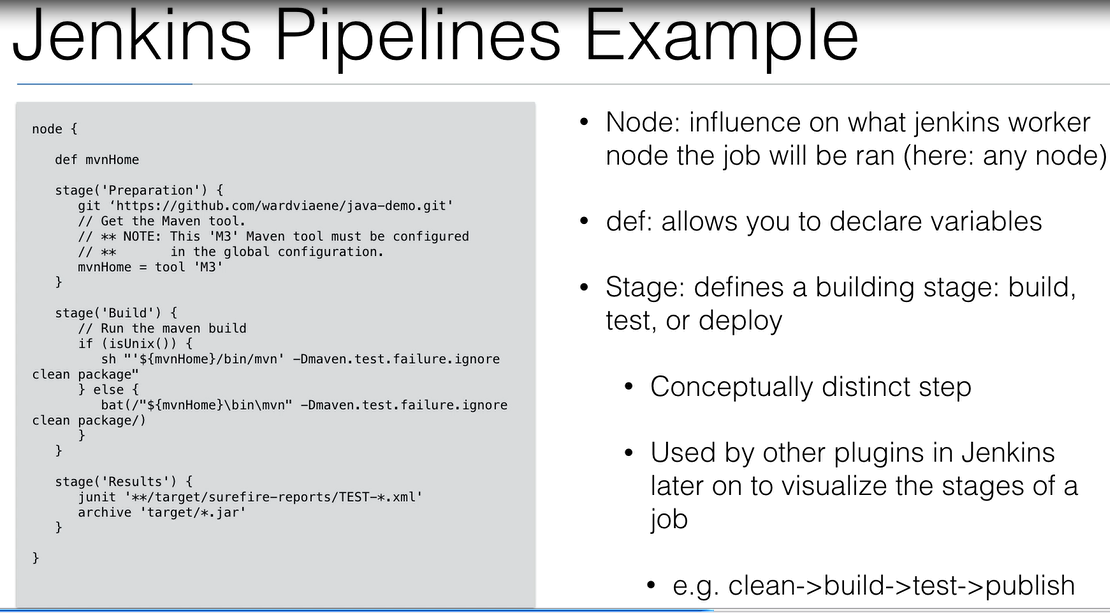 Jenkins Pipelines Example
node {
def mvnHome
stage('Preparation') {
git ‘https://github.com/wardviaene/java-demo.git'
// Get the Maven tool.
// ** NOTE: This 'M3' Maven tool must be configured
// **       in the global configuration.
mvnHome = tool 'M3'
}
stage('Build') {
// Run the maven build
if (isUnix()) {
sh "'${mvnHome}/bin/mvn' -Dmaven.test.failure.ignore
clean package"
} else {
bat(/"${mvnHome}\bin\mvn" -Dmaven.test.failure.ignore
clean package/)
}
}
stage('Results') {
junit '**/target/surefire-reports/TEST-*.xml'
archive 'target/*.jar'
}
}
• Node: influence on what jenkins worker
node the job will be ran (here: any node)
• def: allows you to declare variables
• Stage: defines a building stage: build,
test, or deploy
• Conceptually distinct step
• Used by other plugins in Jenkins
later on to visualize the stages of a
job
• e.g. clean->build->test->publish